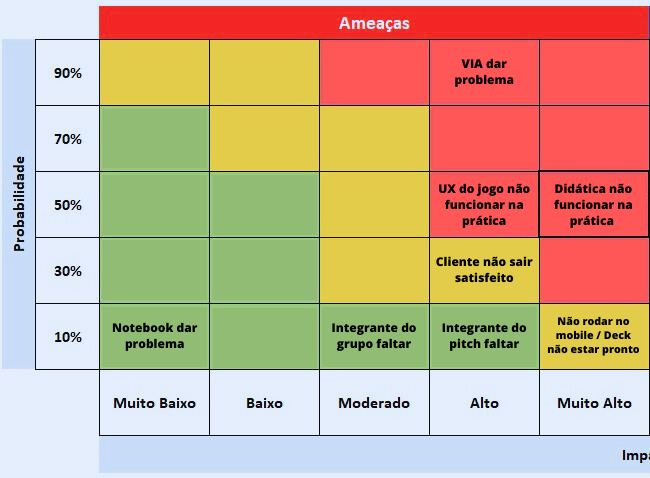 Ameaças
Probabilidade
90%
VIA dar
problema
70%
50%
UX do jogo não
funcionar na
prática
Didática não
funcionar na
prática
30%
Cliente não sair
satisfeito
10%
Notebook dar
problema
Integrante do
grupo faltar
Integrante do
pitch faltar
Não rodar no
mobile / Deck
não estar pronto
Muito Baixo
Baixo
Moderado
Alto
Muito Alto
Impa